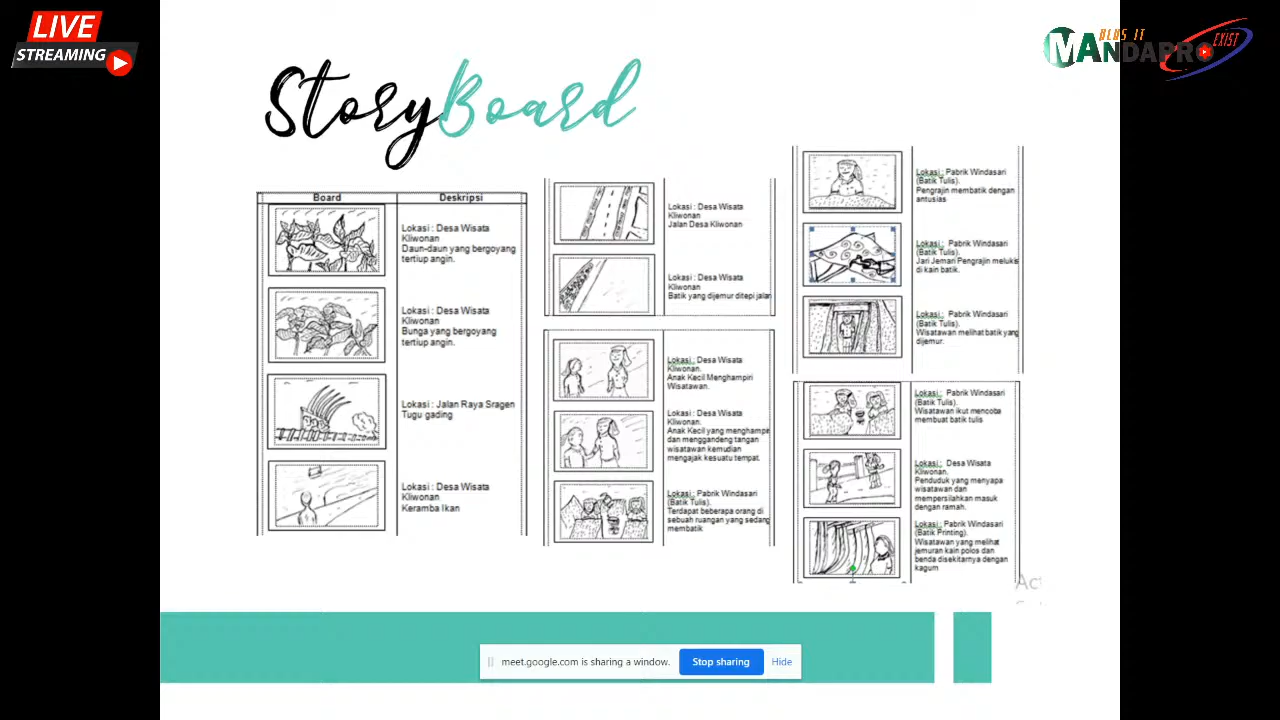 LIVE
STREAMING
PLUS IT
MANDAPRO
EXIST
StoryBoard
Board
Deskripsi
Lokasi : Desa Wisata
Kliwonan
Daun-daun yang bergoyang
tertiup angin.
Lokasi : Desa Wisata
Kliwonan
Bunga yang bergoyang
tertiup angin.
Lokasi : Jalan Raya Sragen
Tugu gading
Lokasi : Desa Wisata
Kliwonan
Keramba Ikan
Lokasi : Desa Wisata
Kliwonan
Jalan Desa Kliwonan
Lokasi : Desa Wisata
Kliwonan
Batik yang dijemur ditepi jalan
Lokasi : Desa Wisata
Kliwonan.
Anak Kecil Menghampiri
Wisatawan.
Lokasi : Desa Wisata
Kliwonan.
Anak Kecil yang menghampiri
dan menggandeng tangan
wisatawan kemudian
mengajak kesuatu tempat.
Lokasi : Pabrik Windasari
(Batik Tulis).
Terdapat beberapa orang di
sebuah ruangan yang sedang
membatik
Lokasi : Pabrik Windasari
(Batik Tulis).
Pengrajin membatik dengan
antusias
Lokasi : Pabrik Windasari
(Batik Tulis).
Jari Jemari Pengrajin melukis
di kain batik.
Lokasi : Pabrik Windasari
(Batik Tulis).
Wisatawan melihat batik yang
dijemur.
Lokasi : Pabrik Windasari
(Batik Tulis).
Wisatawan ikut mencoba
membuat batik tulis
Lokasi : Desa Wisata
Kliwonan.
Penduduk yang menyapa
wisatawan dan
mempersilahkan masuk
dengan ramah.
Lokasi : Pabrik Windasari
(Batik Printing).
Wisatawan yang melihat
jemuran kain polos dan
benda disekitarnya dengan
kagum
meet.google.com is sharing a window.
Stop sharing
Hide